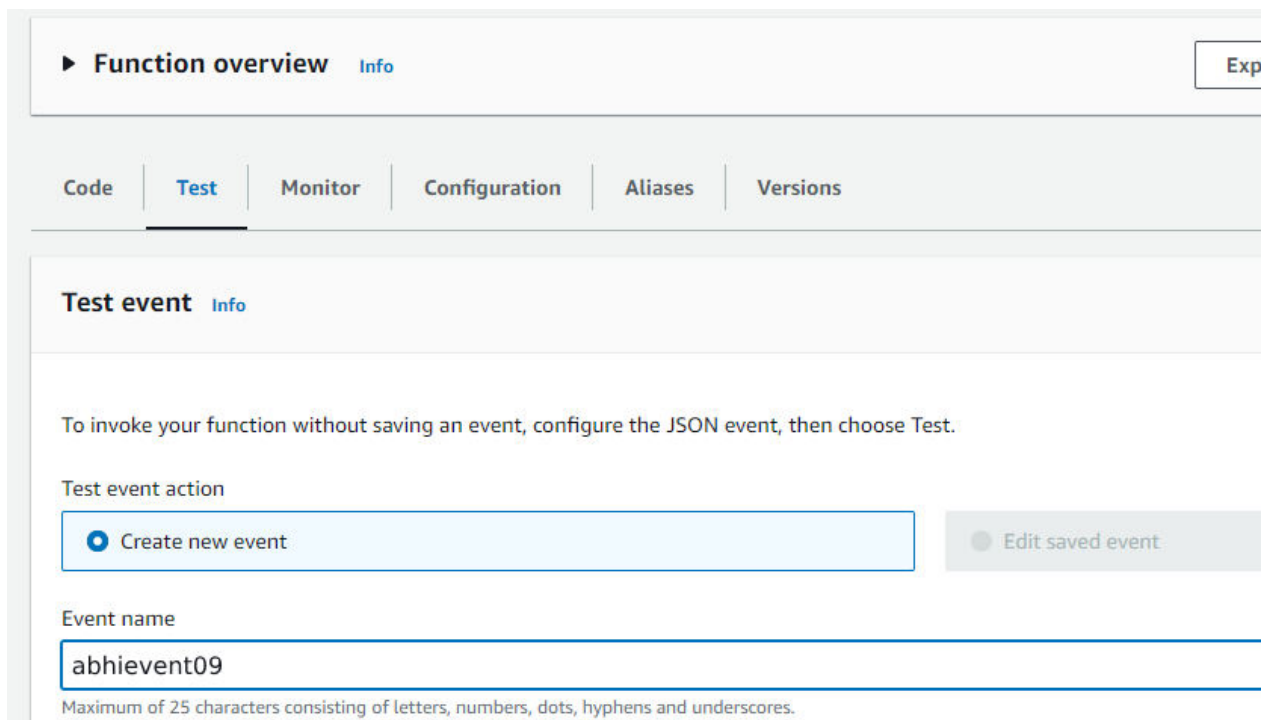 Function overview Info
Exp
Code Test Monitor Configuration Aliases Versions
Test event Info
To invoke your function without saving an event, configure the JSON event, then choose Test.
Test event action
Create new event
Edit saved event
Event name
abhievent09
Maximum of 25 characters consisting of letters, numbers, dots, hyphens and underscores.